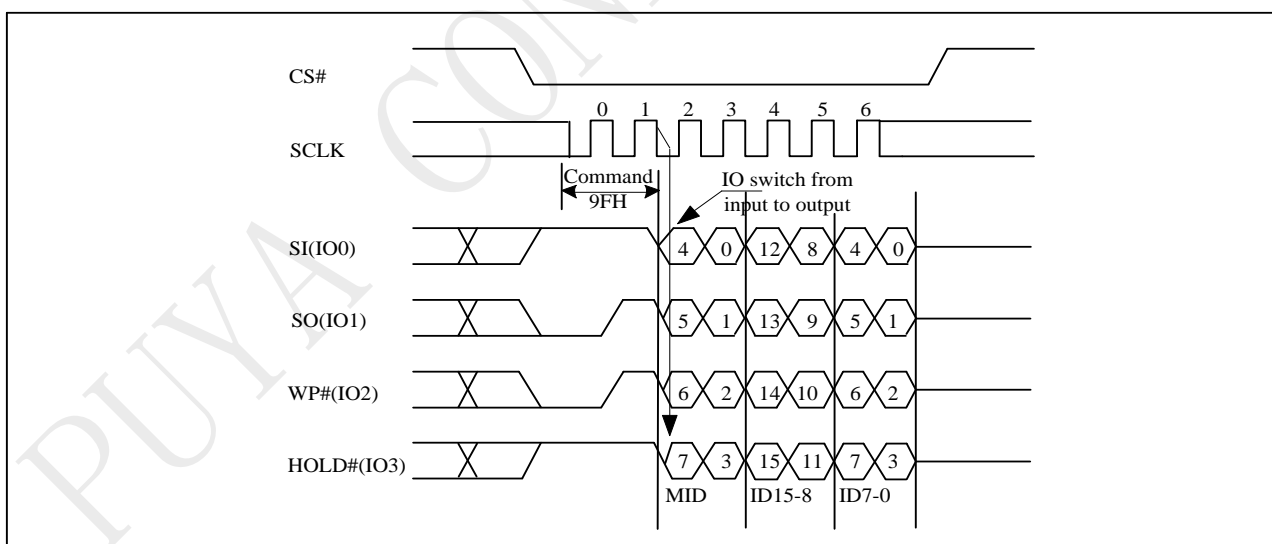 PUYA CON
CS#
0 1 2 3 4 5 6
SCLK
Command
9FH
IO switch from
input to output
SI(IO0) 4 0 12 8 4 0
SO(IO1) 5 1 13 9 5 1
WP#(IO2) 6 2 14 10 6 2
HOLD#(IO3) 7 3 15 11 7 3
MID ID15-8 ID7-0